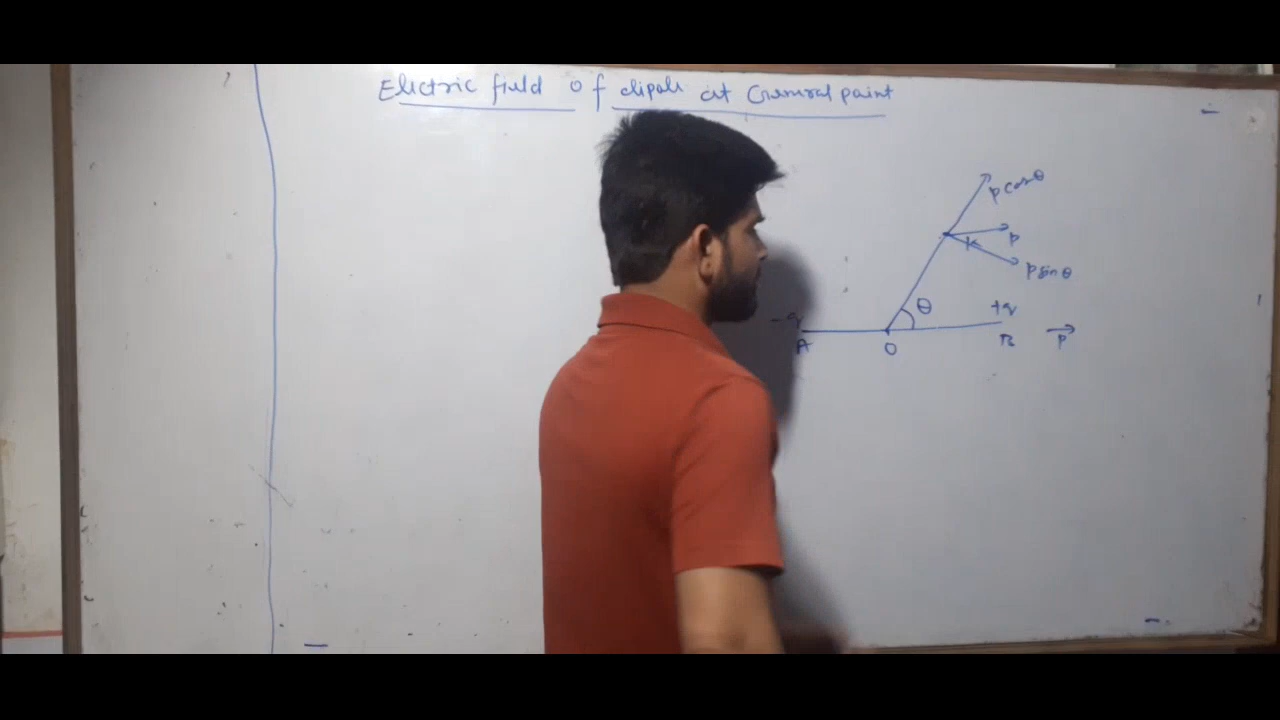 Electric field of dipole at General point
p cosθ
p
p sinθ
θ
-q
+q
A
O
B
p